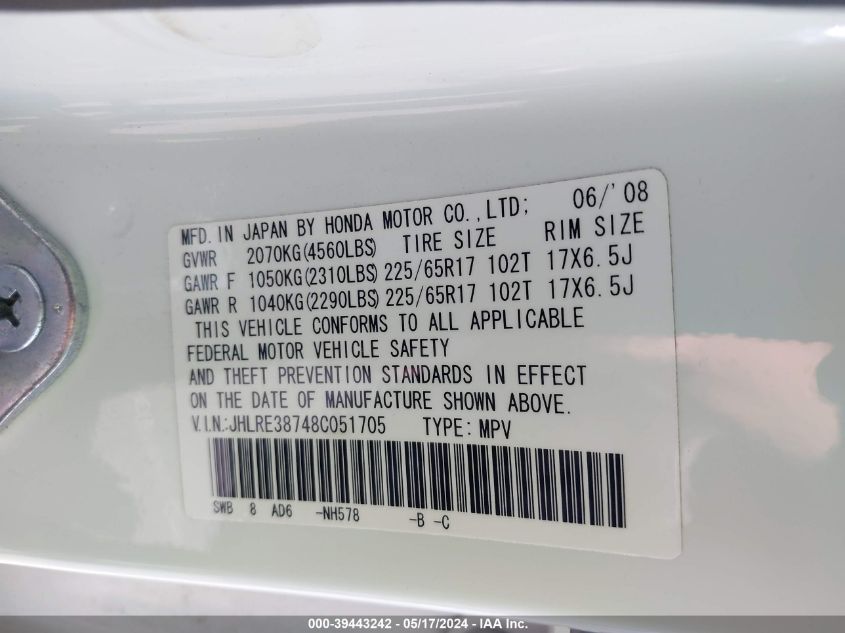 MFD. IN JAPAN BY HONDA MOTOR CO.,LTD; 06/'08
GVWR 2070KG(4560LBS) TIRE SIZE RIM SIZE
GAWR F 1050KG(2310LBS) 225/65R17 102T 17X6.5J
GAWR R 1040KG(2290LBS) 225/65R17 102T 17X6.5J
THIS VEHICLE CONFORMS TO ALL APPLICABLE
FEDERAL MOTOR VEHICLE SAFETY
AND THEFT PREVENTION STANDARDS IN EFFECT
ON THE DATE OF MANUFACTURE SHOWN ABOVE.
V.I.N.:JHLRE38748C051705 TYPE: MPV
SWB 8 AD6 -NH578 -B -C
000-39443242 - 05/17/2024 - IAA Inc.